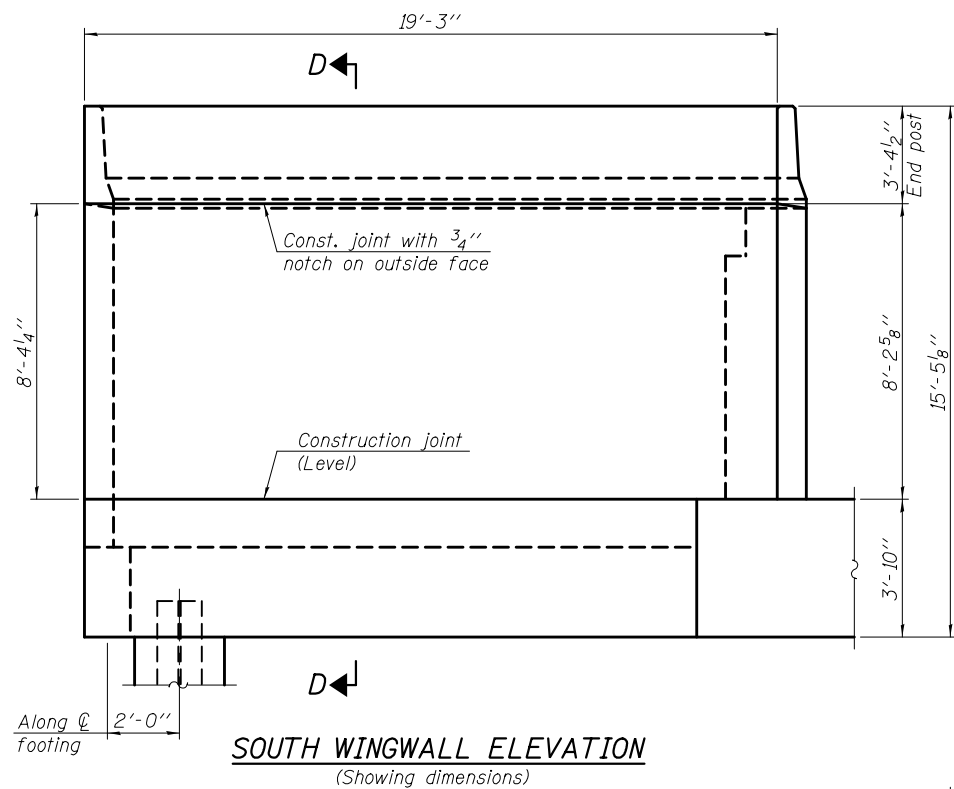 19'-3"
D
3'-4½"
End post
Const. joint with ¾"
notch on outside face
8'-4¼"
8'-2⅝"
15'-5⅛"
Construction joint
(Level)
3'-10"
D
Along ℄
footing
2'-0"
SOUTH WINGWALL ELEVATION
(Showing dimensions)